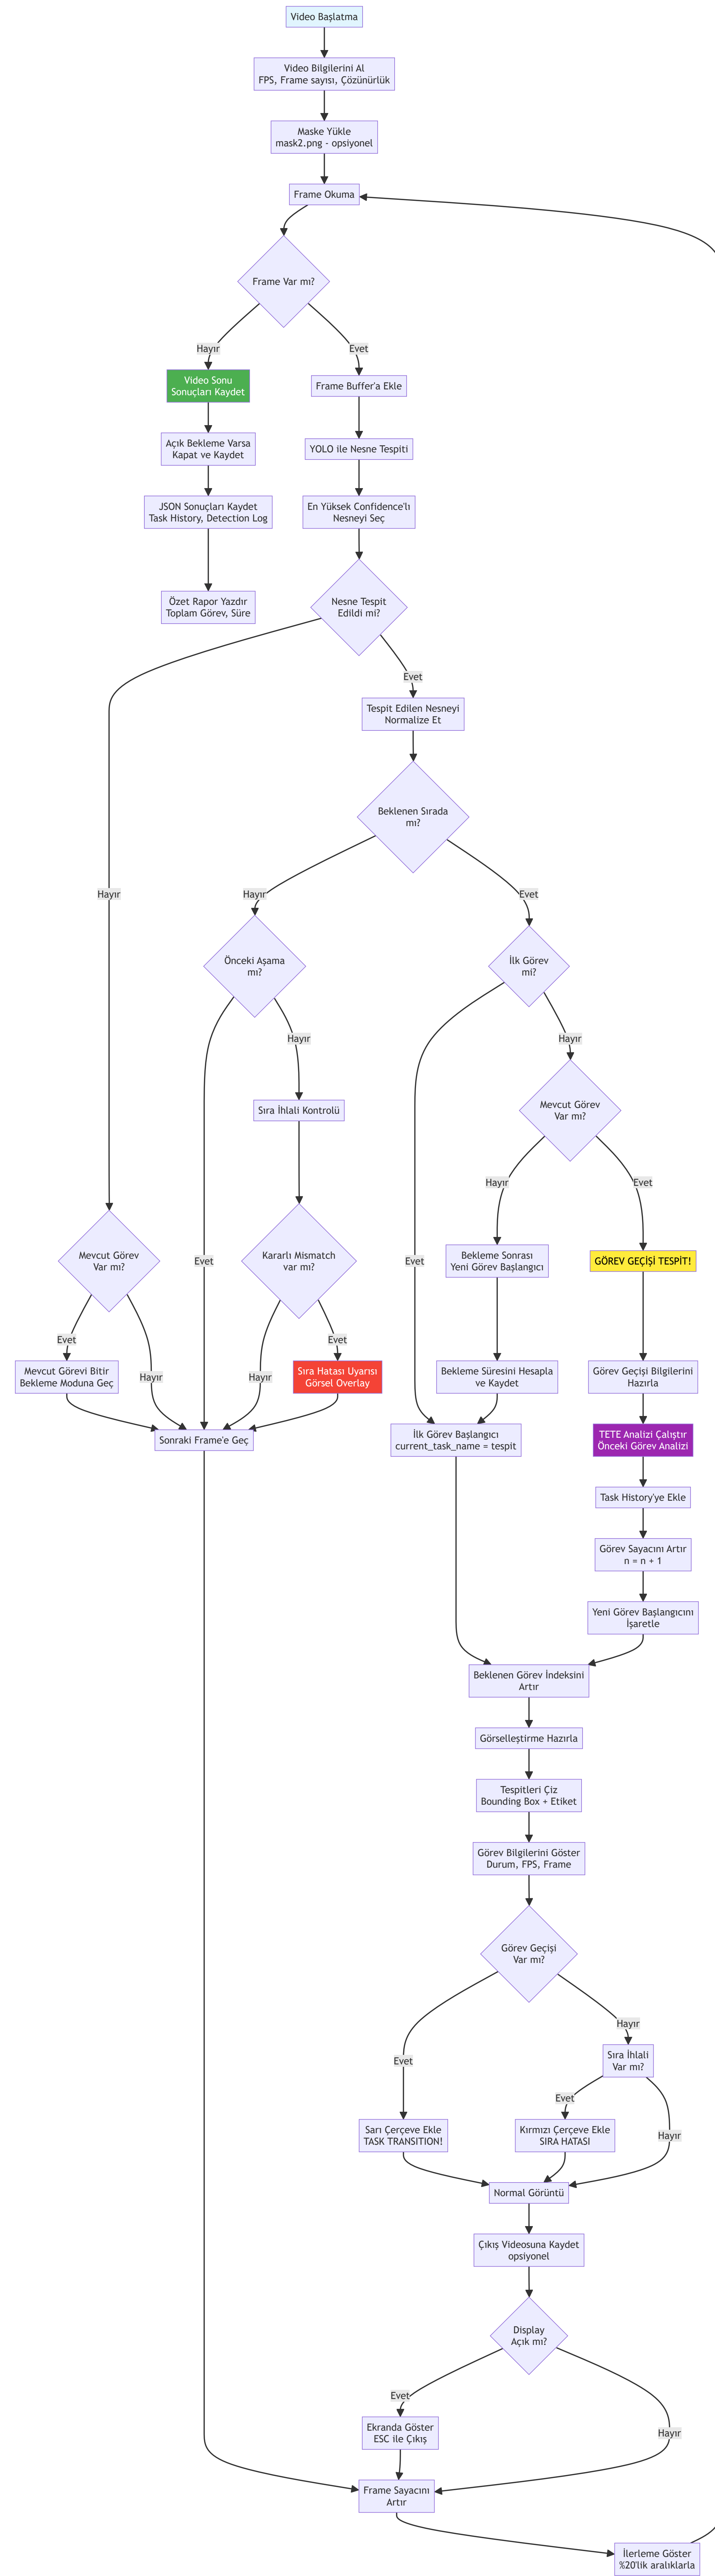 Video Başlatma
Video Bilgilerini Al
FPS, Frame sayısı, Çözünürlük
Maske Yükle
mask2.png - opsiyonel
Frame Okuma
Frame Var mı?
Hayır
Evet
Video Sonu
Sonuçları Kaydet
Frame Buffer'a Ekle
Açık Bekleme Varsa
Kapat ve Kaydet
YOLO ile Nesne Tespiti
JSON Sonuçları Kaydet
Task History, Detection Log
En Yüksek Confidence'lı
Nesneyi Seç
Özet Rapor Yazdır
Toplam Görev, Süre
Nesne Tespit
Edildi mi?
Evet
Tespit Edilen Nesneyi
Normalize Et
Beklenen Sırada
mı?
Hayır
Hayır
Evet
Önceki Aşama
mı?
İlk Görev
mi?
Hayır
Hayır
Sıra İhlali Kontrolü
Mevcut Görev
Var mı?
Hayır
Evet
Mevcut Görev
Var mı?
Evet
Kararlı Mismatch
var mı?
Evet
Bekleme Sonrası
Yeni Görev Başlangıcı
GÖREV GEÇİŞİ TESPİT!
Evet
Hayır
Hayır
Evet
Mevcut Görevi Bitir
Bekleme Moduna Geç
Sıra Hatası Uyarısı
Görsel Overlay
Bekleme Süresini Hesapla
ve Kaydet
Görev Geçişi Bilgilerini
Hazırla
Sonraki Frame'e Geç
İlk Görev Başlangıcı
current_task_name = tespit
TETE Analizi Çalıştır
Önceki Görev Analizi
Task History'ye Ekle
Görev Sayacını Artır
n = n + 1
Yeni Görev Başlangıcını
İşaretle
Beklenen Görev İndeksini
Artır
Görselleştirme Hazırla
Tespitleri Çiz
Bounding Box + Etiket
Görev Bilgilerini Göster
Durum, FPS, Frame
Görev Geçişi
Var mı?
Hayır
Evet
Sıra İhlali
Var mı?
Evet
Hayır
Sarı Çerçeve Ekle
TASK TRANSITION!
Kırmızı Çerçeve Ekle
SIRA HATASI
Normal Görüntü
Çıkış Videosuna Kaydet
opsiyonel
Display
Açık mı?
Evet
Hayır
Ekranda Göster
ESC ile Çıkış
Frame Sayacını
Artır
İlerleme Göster
%20'lik aralıklarla